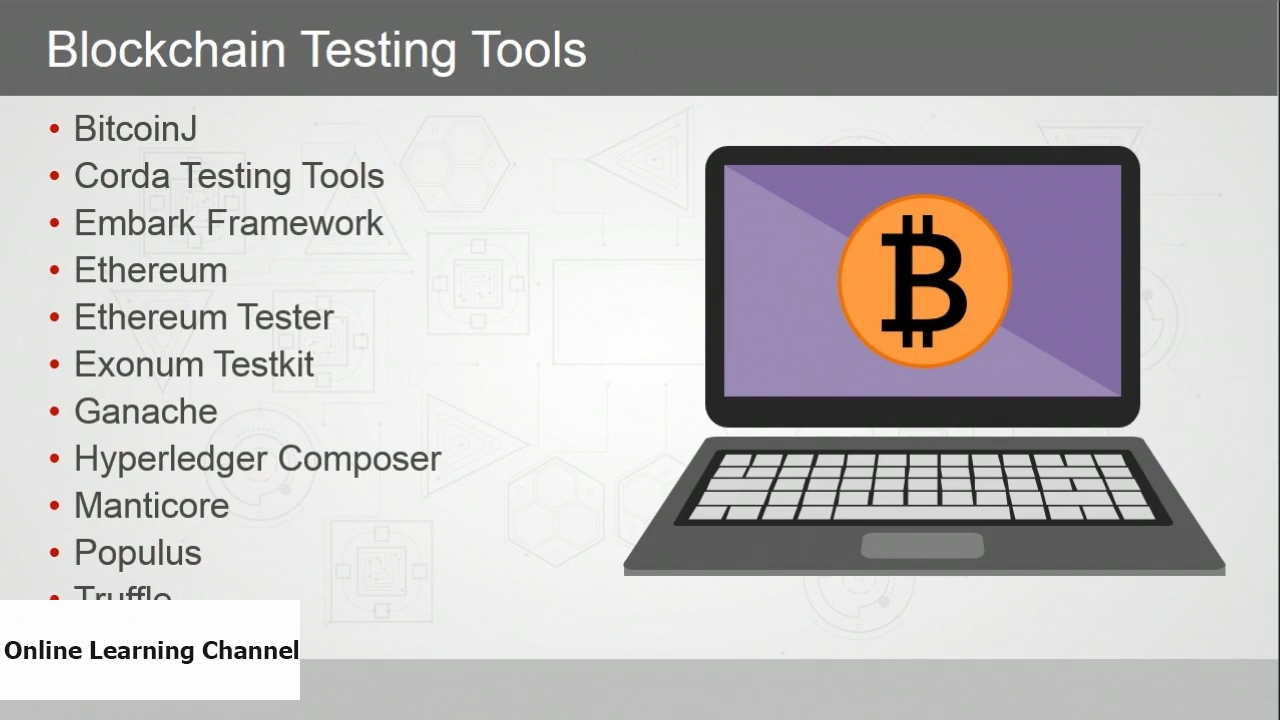 Blockchain Testing Tools
• BitcoinJ
• Corda Testing Tools
• Embark Framework
• Ethereum
• Ethereum Tester
• Exonum Testkit
• Ganache
• Hyperledger Composer
• Manticore
• Populus
• Truffle
Online Learning Channel